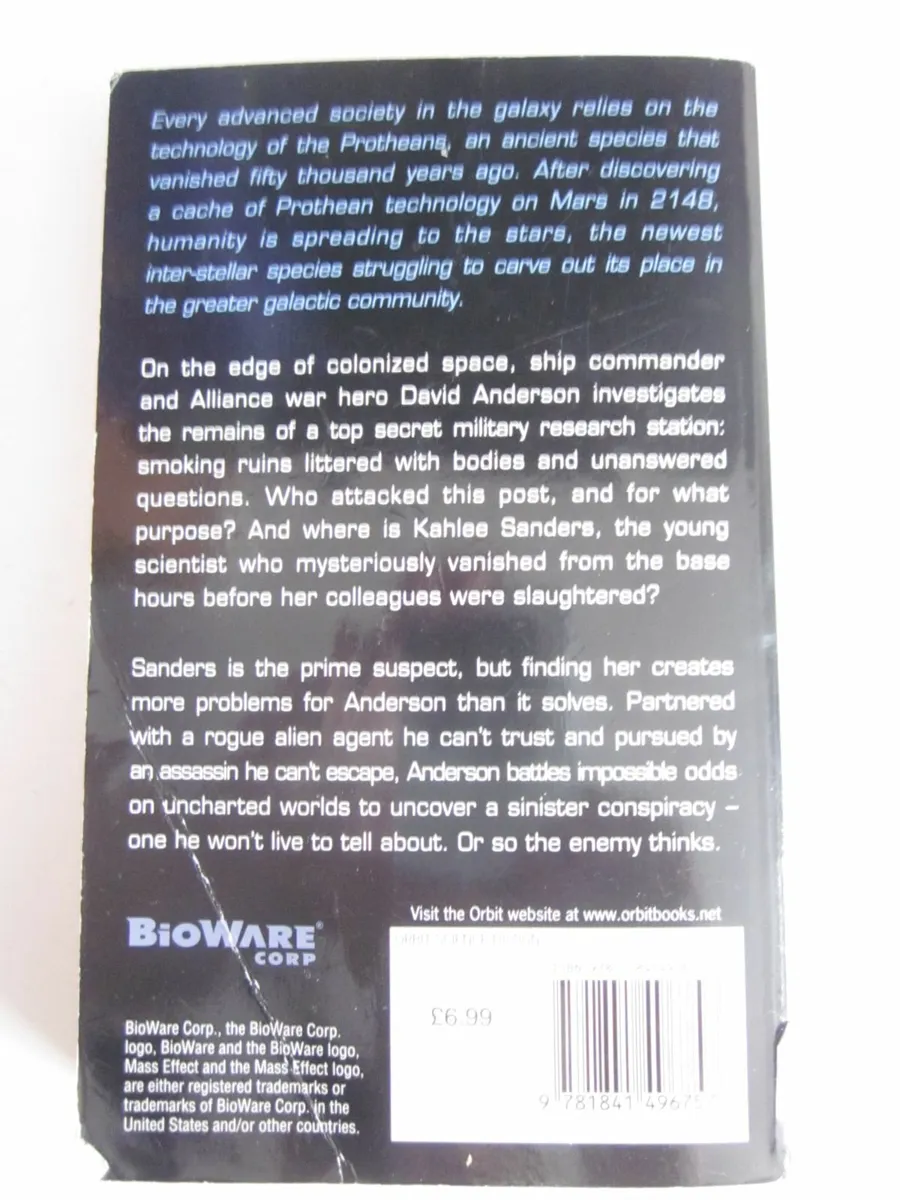 Every advanced society in the galaxy relies on the
technology of the Protheans, an ancient species that
vanished fifty thousand years ago. After discovering
a cache of Prothean technology on Mars in 2148,
humanity is spreading to the stars, the newest
inter-stellar species struggling to carve out its place in
the greater galactic community.
On the edge of colonized space, ship commander
and Alliance war hero David Anderson investigates
the remains of a top secret military research station:
smoking ruins littered with bodies and unanswered
questions. Who attacked this post, and for what
purpose? And where is Kahlee Sanders, the young
scientist who mysteriously vanished from the base
hours before her colleagues were slaughtered?
Sanders is the prime suspect, but finding her creates
more problems for Anderson than it solves. Partnered
with a rogue alien agent he can't trust and pursued by
an assassin he can't escape, Anderson battles impossible odds
on uncharted worlds to uncover a sinister conspiracy –
one he won't live to tell about. Or so the enemy thinks.
BIOWARE®
CORP
Visit the Orbit website at www.orbitbooks.net
£6.99
BioWare Corp., the BioWare Corp.
logo, BioWare and the BioWare logo,
Mass Effect and the Mass Effect logo,
are either registered trademarks or
trademarks of BioWare Corp. in the
United States and/or other countries.
9 781841 49675